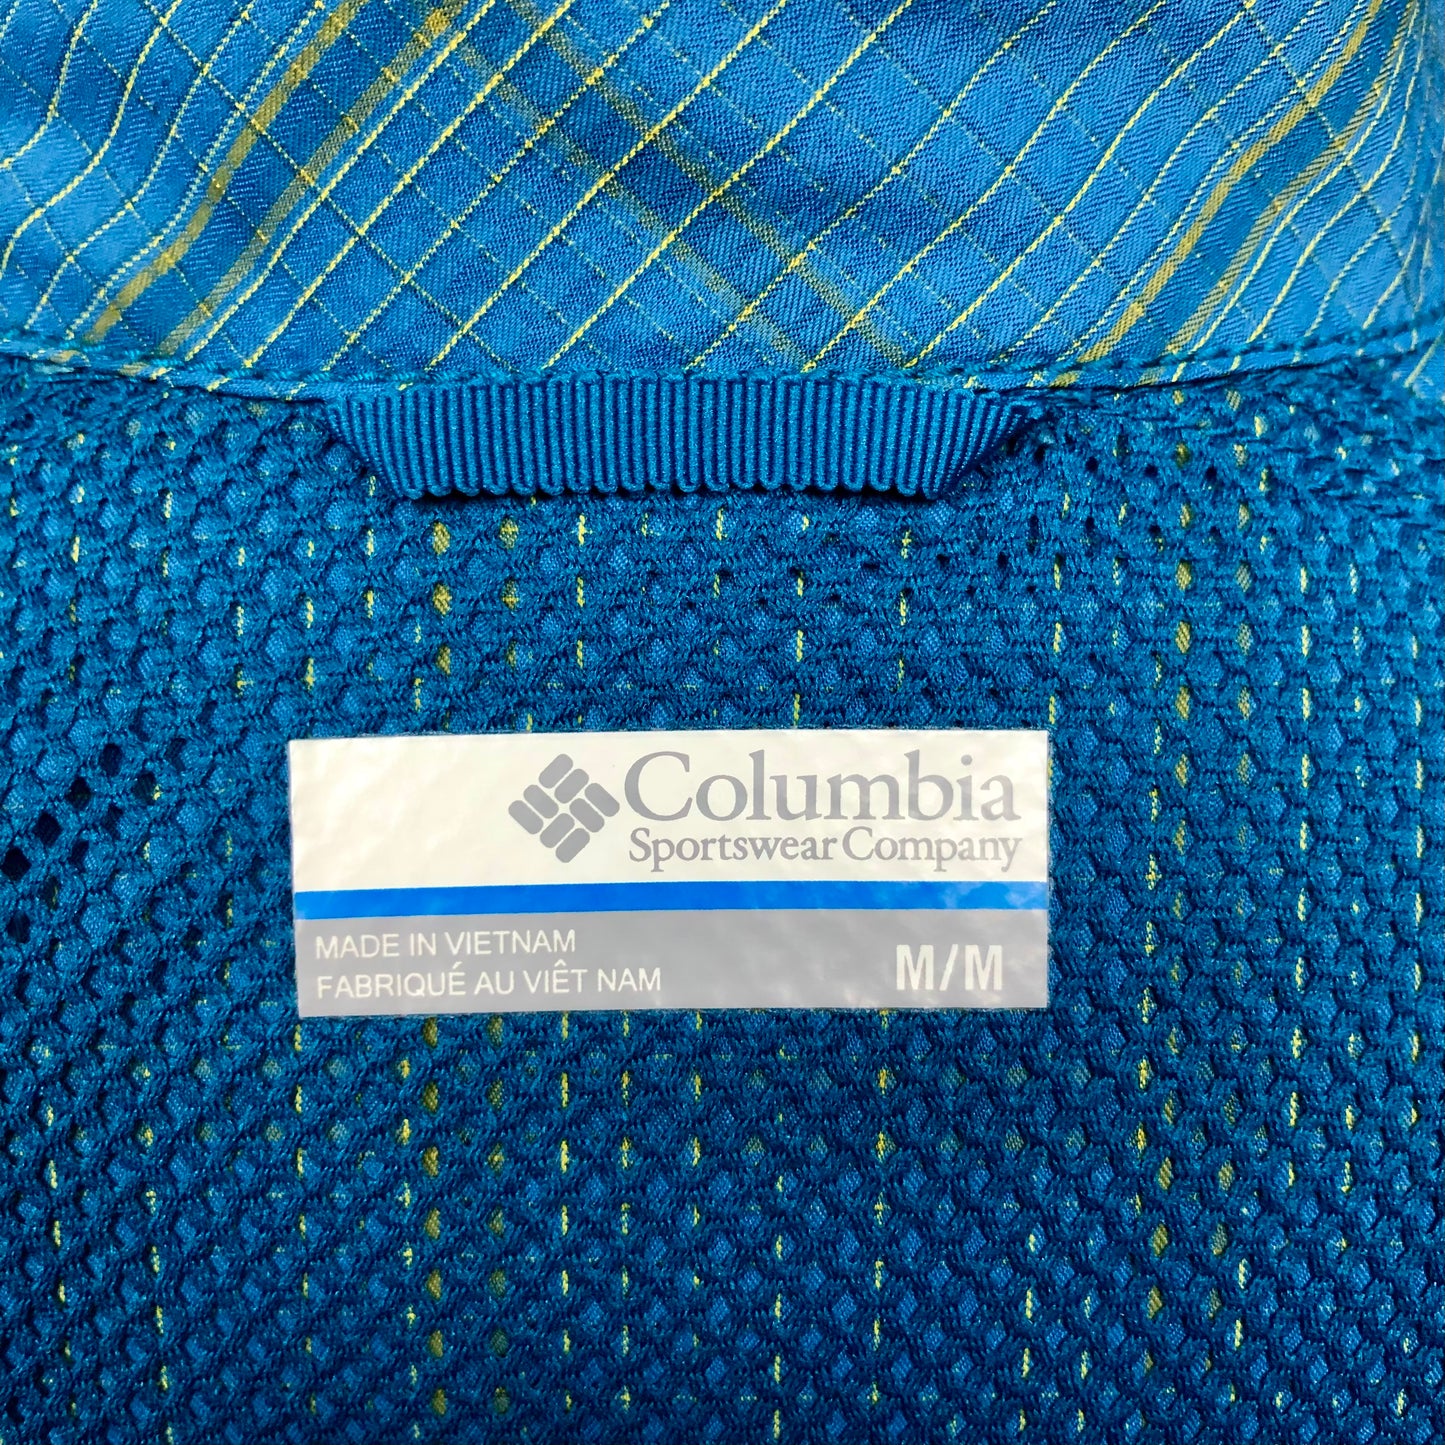 Columbia
Sportswear Company
MADE IN VIETNAM
FABRIQUÉ AU VIÊT NAM
M/M